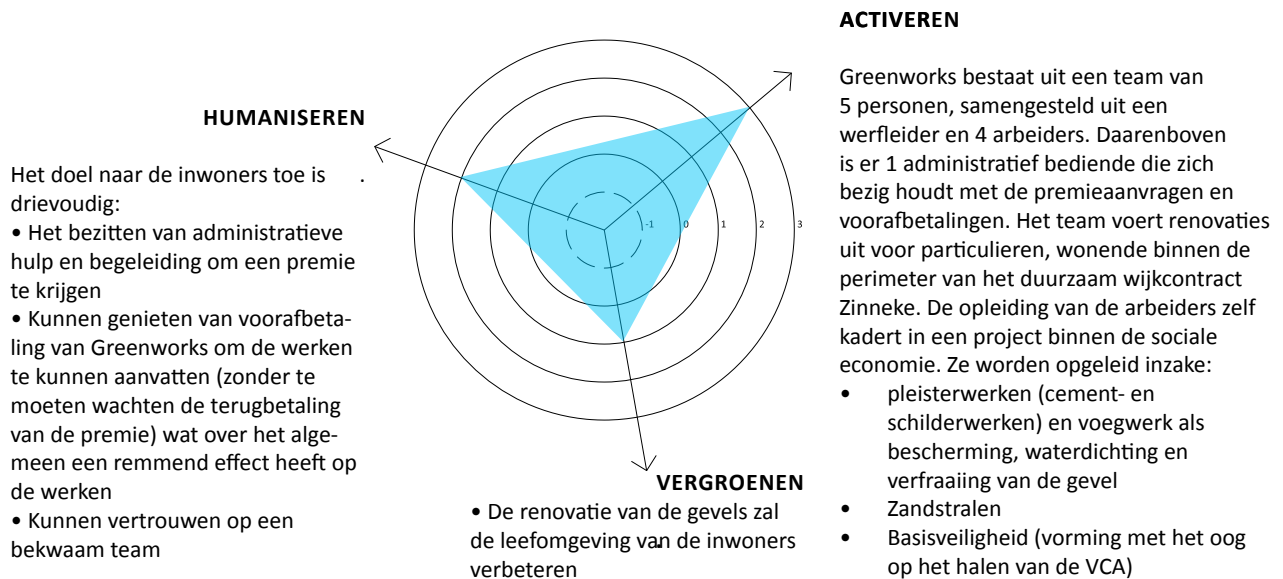 HUMANISEREN
Het doel naar de inwoners toe is .
drievoudig:
• Het bezitten van administratieve
hulp en begeleiding om een premie
te krijgen
• Kunnen genieten van voorafbeta-
ling van Greenworks om de werken
te kunnen aanvatten (zonder te
moeten wachten de terugbetaling
van de premie) wat over het alge-
meen een remmend effect heeft op
de werken
• Kunnen vertrouwen op een
bekwaam team
-1 0 1 2 3
VERGROENEN
• De renovatie van de gevels zal
de leefomgeving van de inwoners
verbeteren
ACTIVEREN
Greenworks bestaat uit een team van
5 personen, samengesteld uit een
werfleider en 4 arbeiders. Daarenboven
is er 1 administratief bediende die zich
bezig houdt met de premieaanvragen en
voorafbetalingen. Het team voert renovaties
uit voor particulieren, wonende binnen de
perimeter van het duurzaam wijkcontract
Zinneke. De opleiding van de arbeiders zelf
kadert in een project binnen de sociale
economie. Ze worden opgeleid inzake:
• pleisterwerken (cement- en
schilderwerken) en voegwerk als
bescherming, waterdichting en
verfraaiing van de gevel
• Zandstralen
• Basisveiligheid (vorming met het oog
op het halen van de VCA)